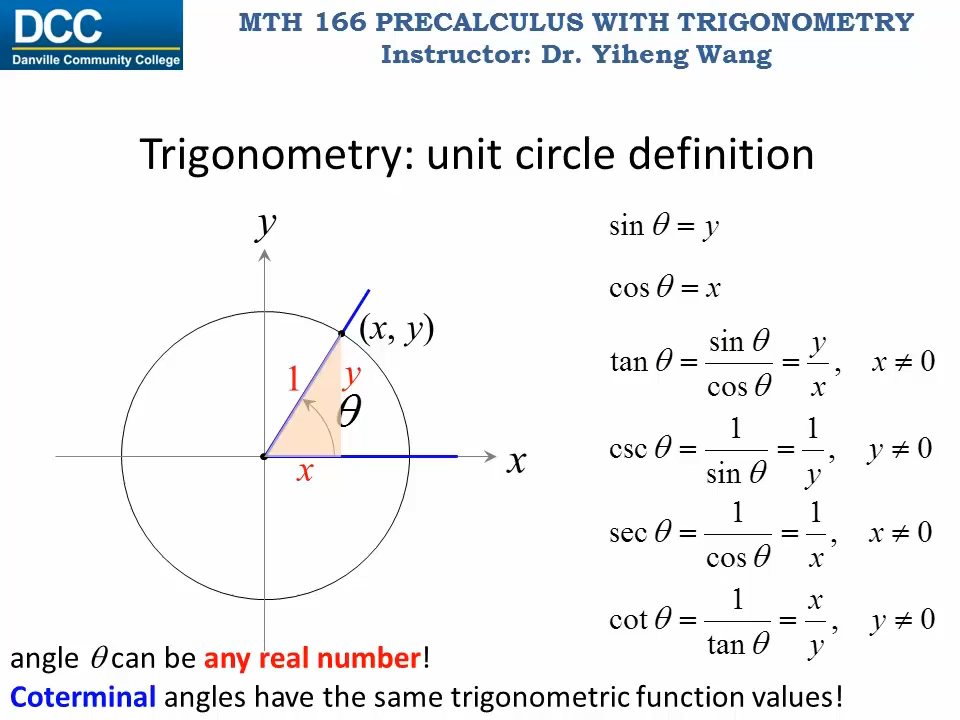 DCC
Danville Community College
MTH 166 PRECALCULUS WITH TRIGONOMETRY
Instructor: Dr. Yiheng Wang
Trigonometry: unit circle definition
y
(x, y)
1
y
θ
x
x
sin θ = y
cos θ = x
tan θ = sin θ / cos θ = y / x, x ≠ 0
csc θ = 1 / sin θ = 1 / y, y ≠ 0
sec θ = 1 / cos θ = 1 / x, x ≠ 0
cot θ = 1 / tan θ = x / y, y ≠ 0
angle θ can be any real number!
Coterminal angles have the same trigonometric function values!